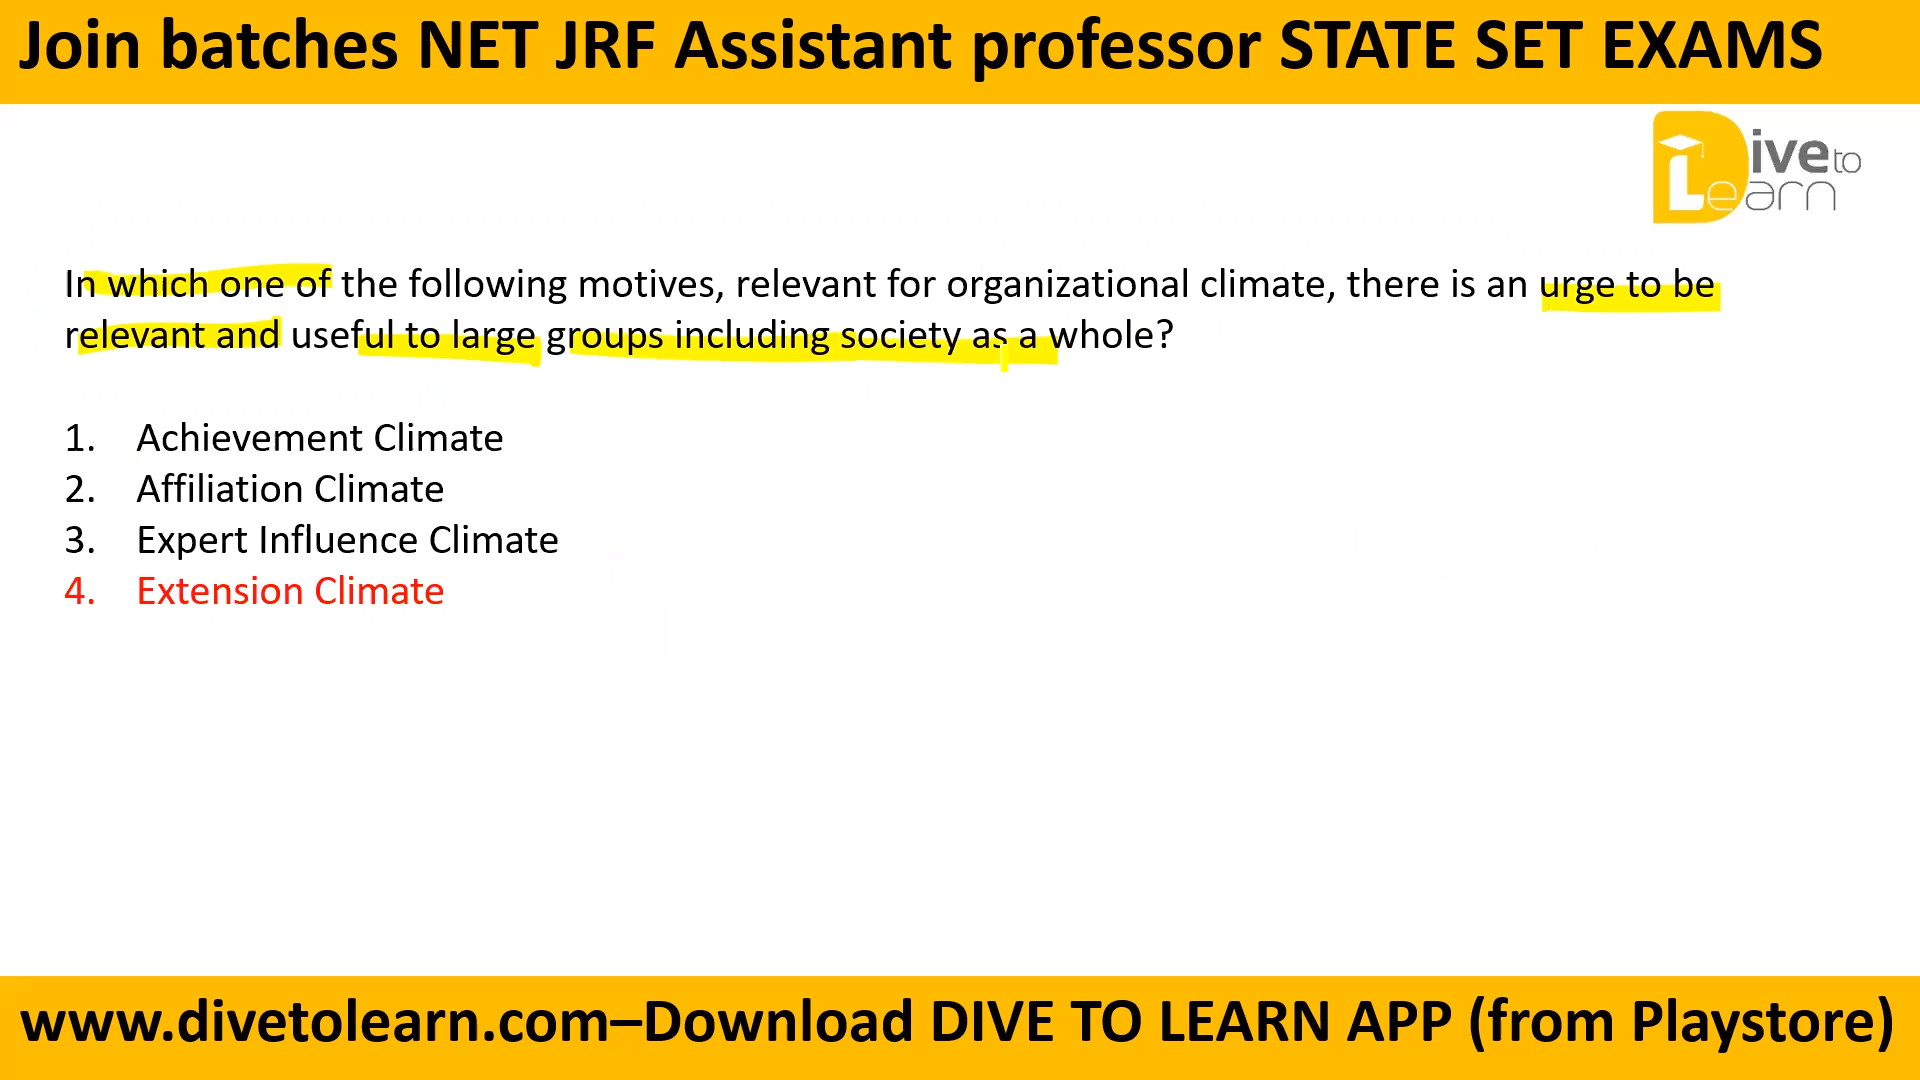 Join batches NET JRF Assistant professor STATE SET EXAMS
Dive to
Learn
In which one of the following motives, relevant for organizational climate, there is an urge to be
relevant and useful to large groups including society as a whole?
1. Achievement Climate
2. Affiliation Climate
3. Expert Influence Climate
4. Extension Climate
www.divetolearn.com–Download DIVE TO LEARN APP (from Playstore)